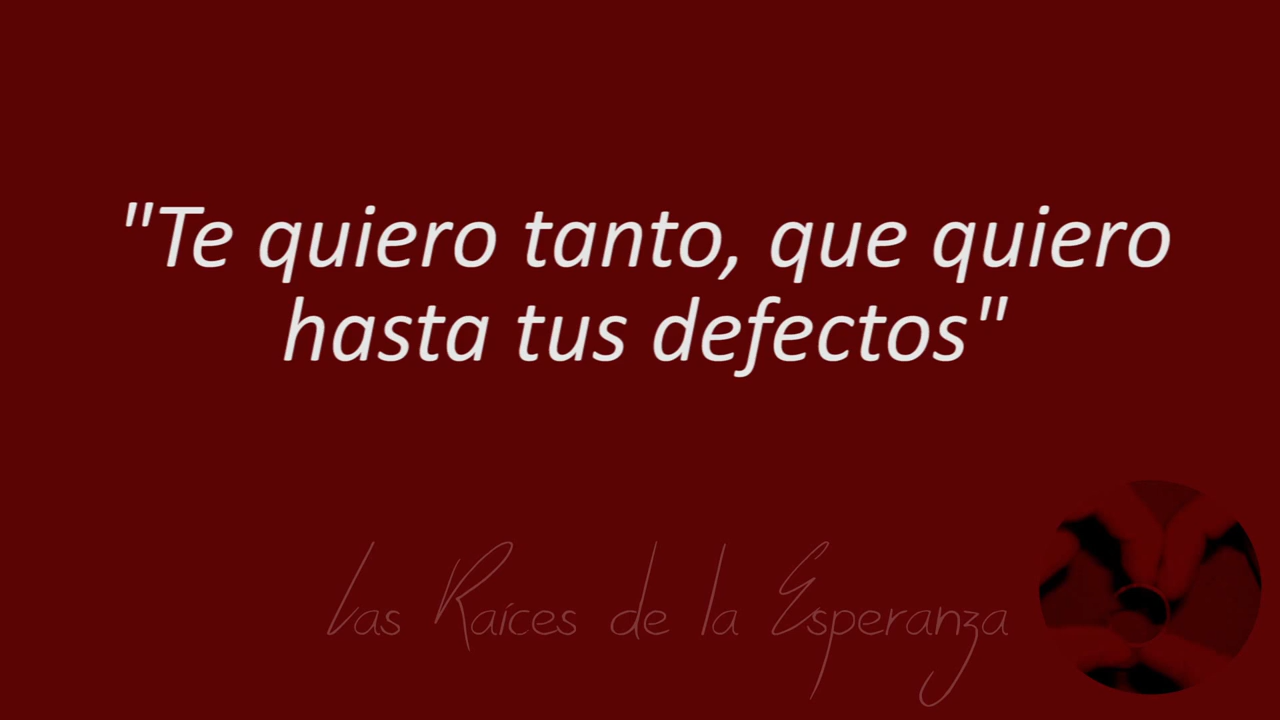 "Te quiero tanto, que quiero
hasta tus defectos"
Las Raíces de la Esperanza